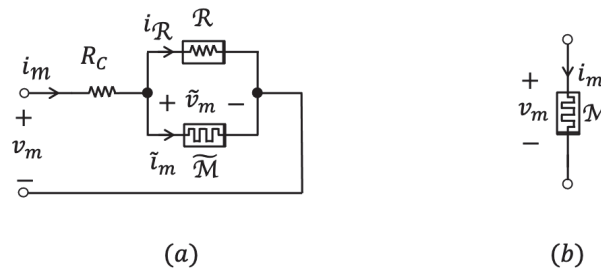 i_ℛ ℛ
i_m R_C
+ ṽ_m −
+
v_m
−
ĩ_m ℳ̃
(a)
i_m
+
v_m ℳ
−
(b)